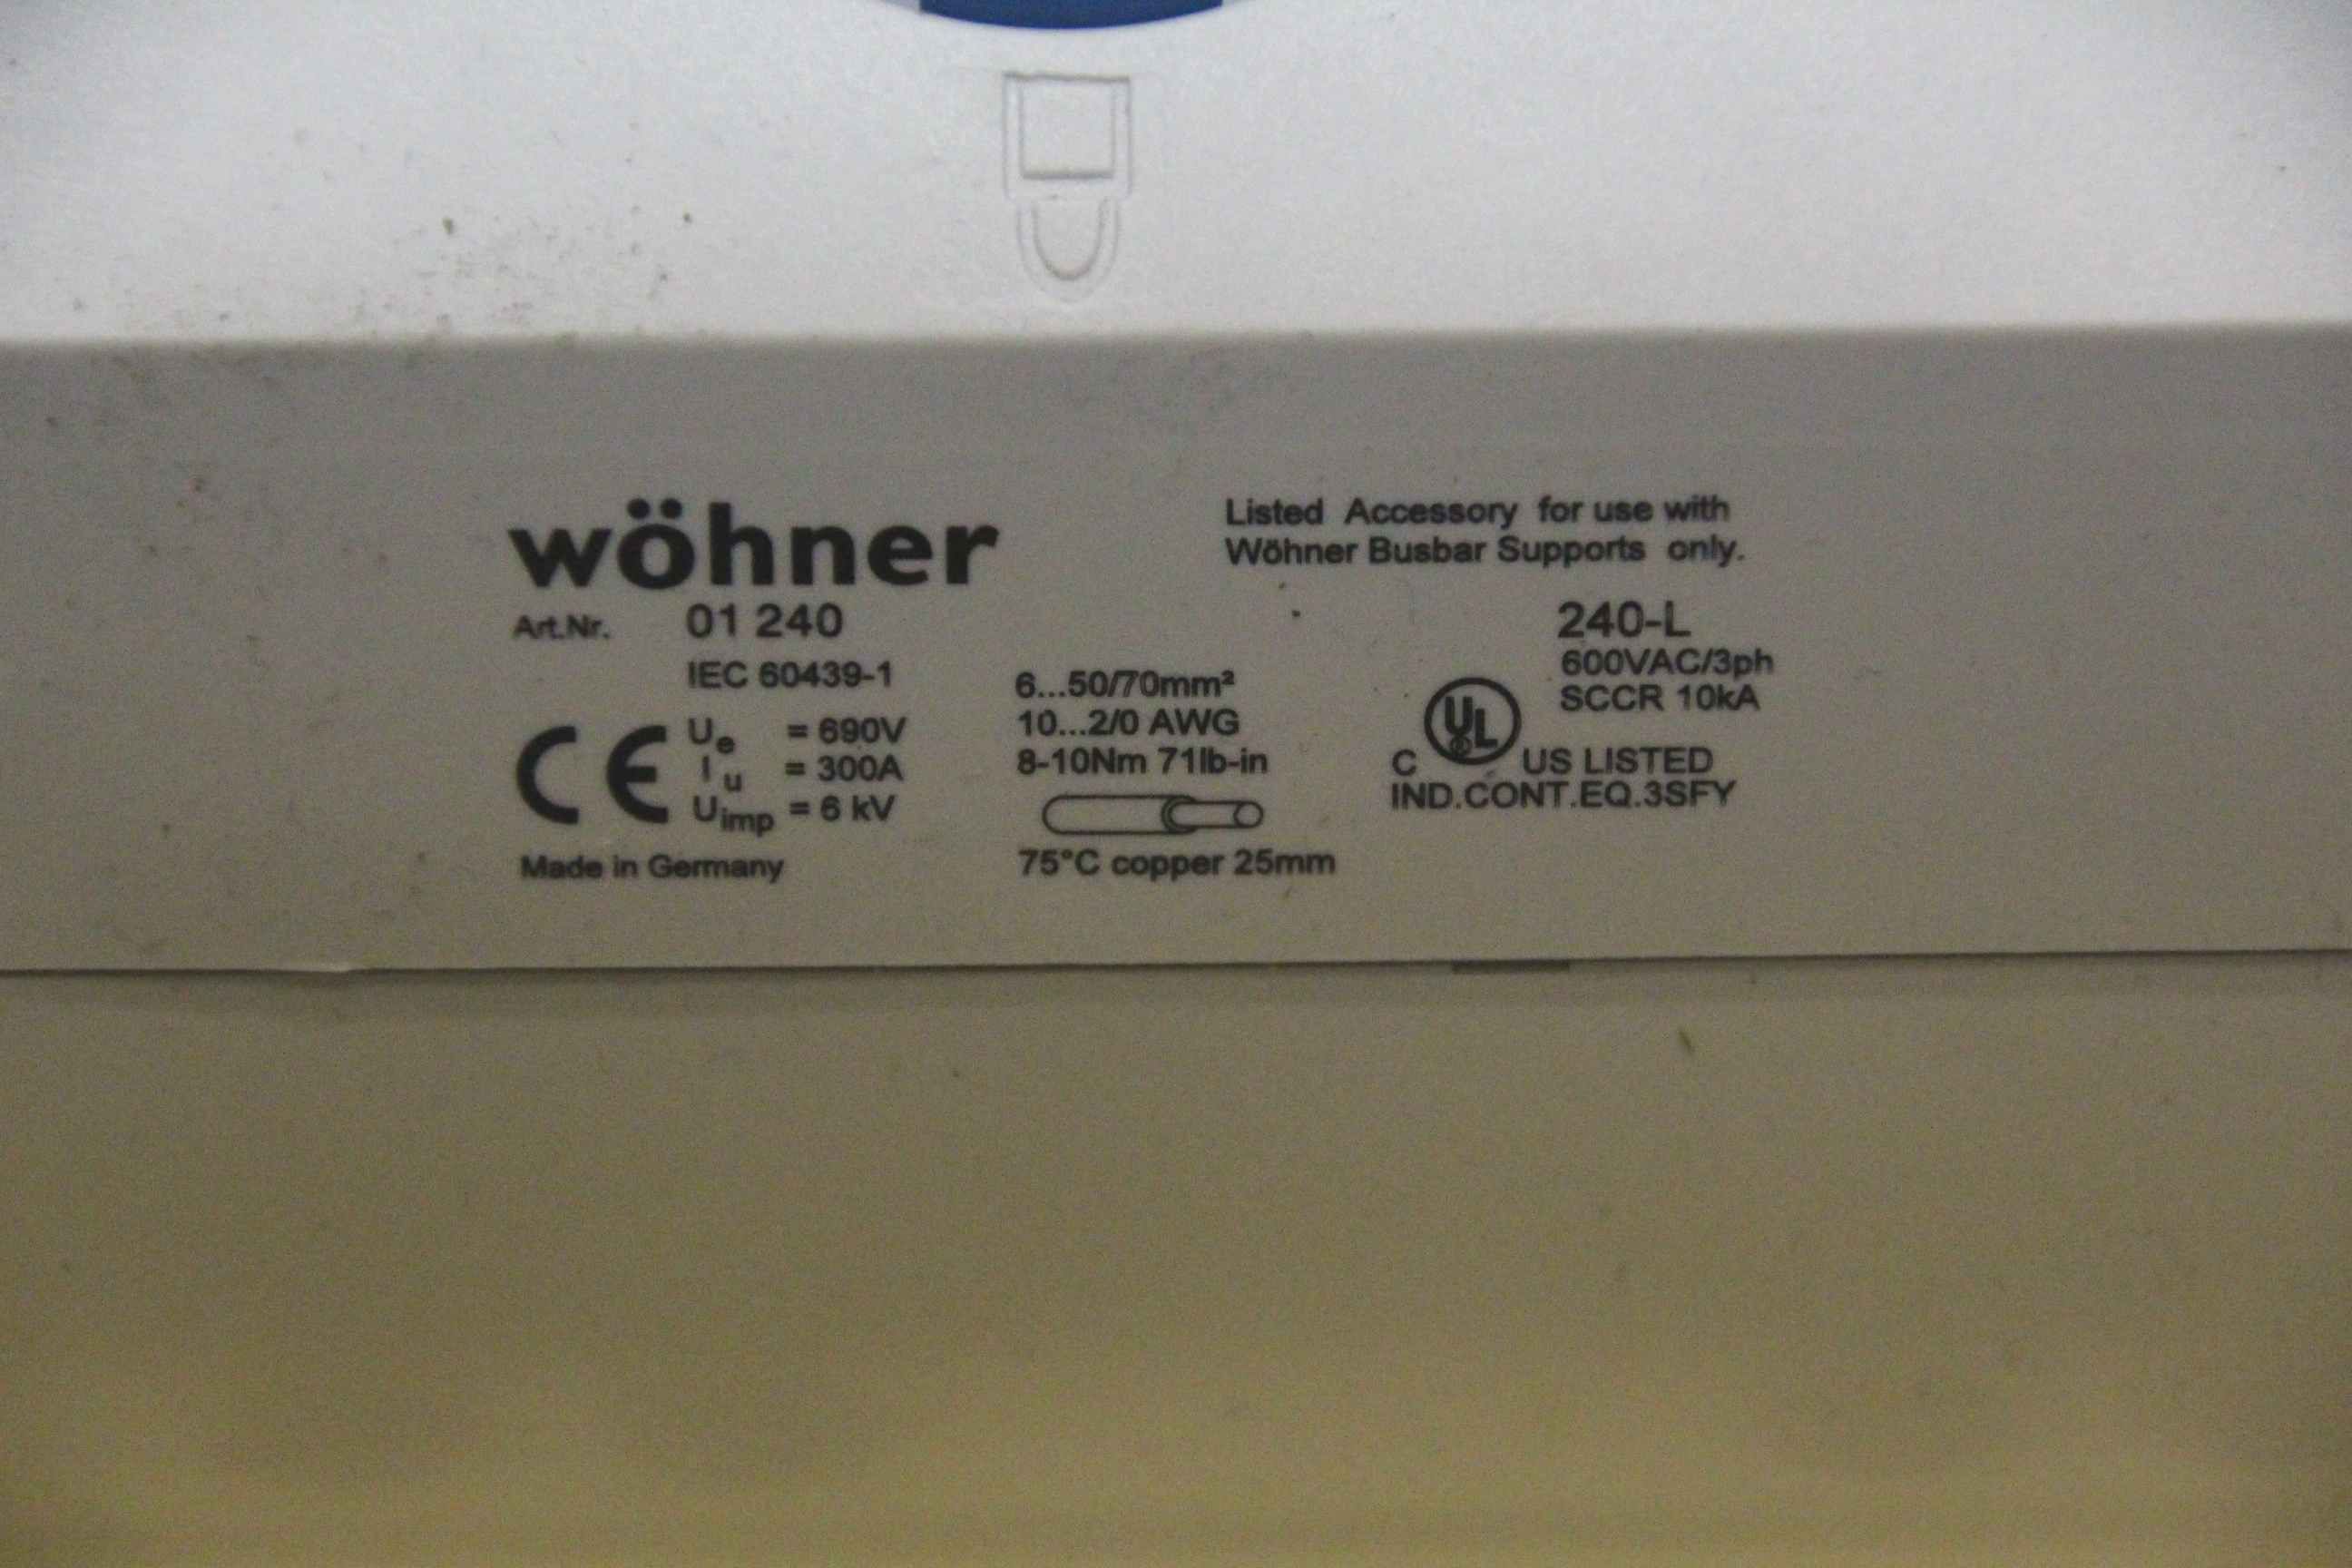 wöhner
Art.Nr. 01 240
IEC 60439-1
CE
Ue = 690V
Iu = 300A
Uimp = 6 kV
Made in Germany
6...50/70mm²
10...2/0 AWG
8-10Nm 71lb-in
75°C copper 25mm
Listed Accessory for use with
Wöhner Busbar Supports only.
240-L
600VAC/3ph
SCCR 10kA
C UL ® US LISTED
IND.CONT.EQ.3SFY